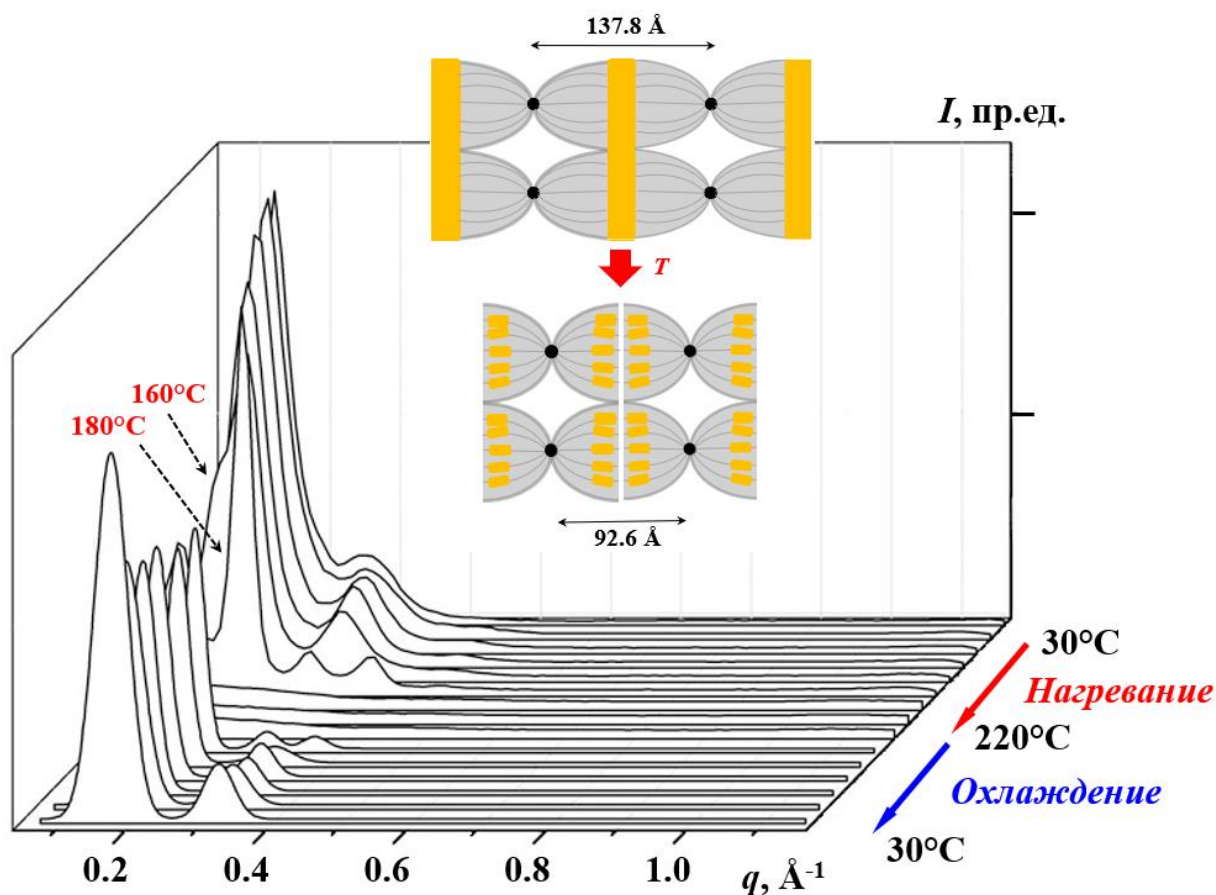 137.8 Å
I, пр.ед.
T
160°C
180°C
92.6 Å
30°C
Нагревание
220°C
Охлаждение
30°C
0.2 0.4 0.6 0.8 1.0 q, Å-1